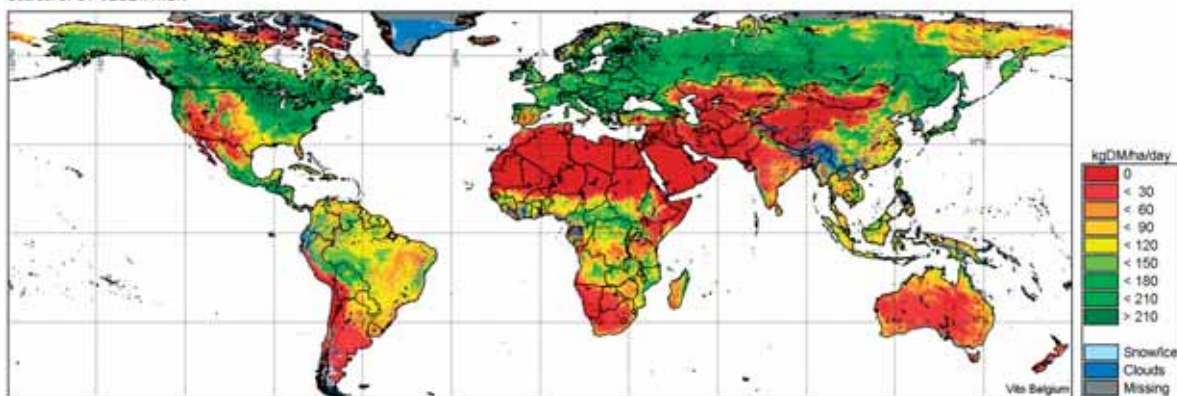 kgDM/ha/day
0
< 30
< 60
< 90
< 120
< 150
< 180
< 210
> 210
Snow/Ice
Clouds
Missing
Vito Belgium